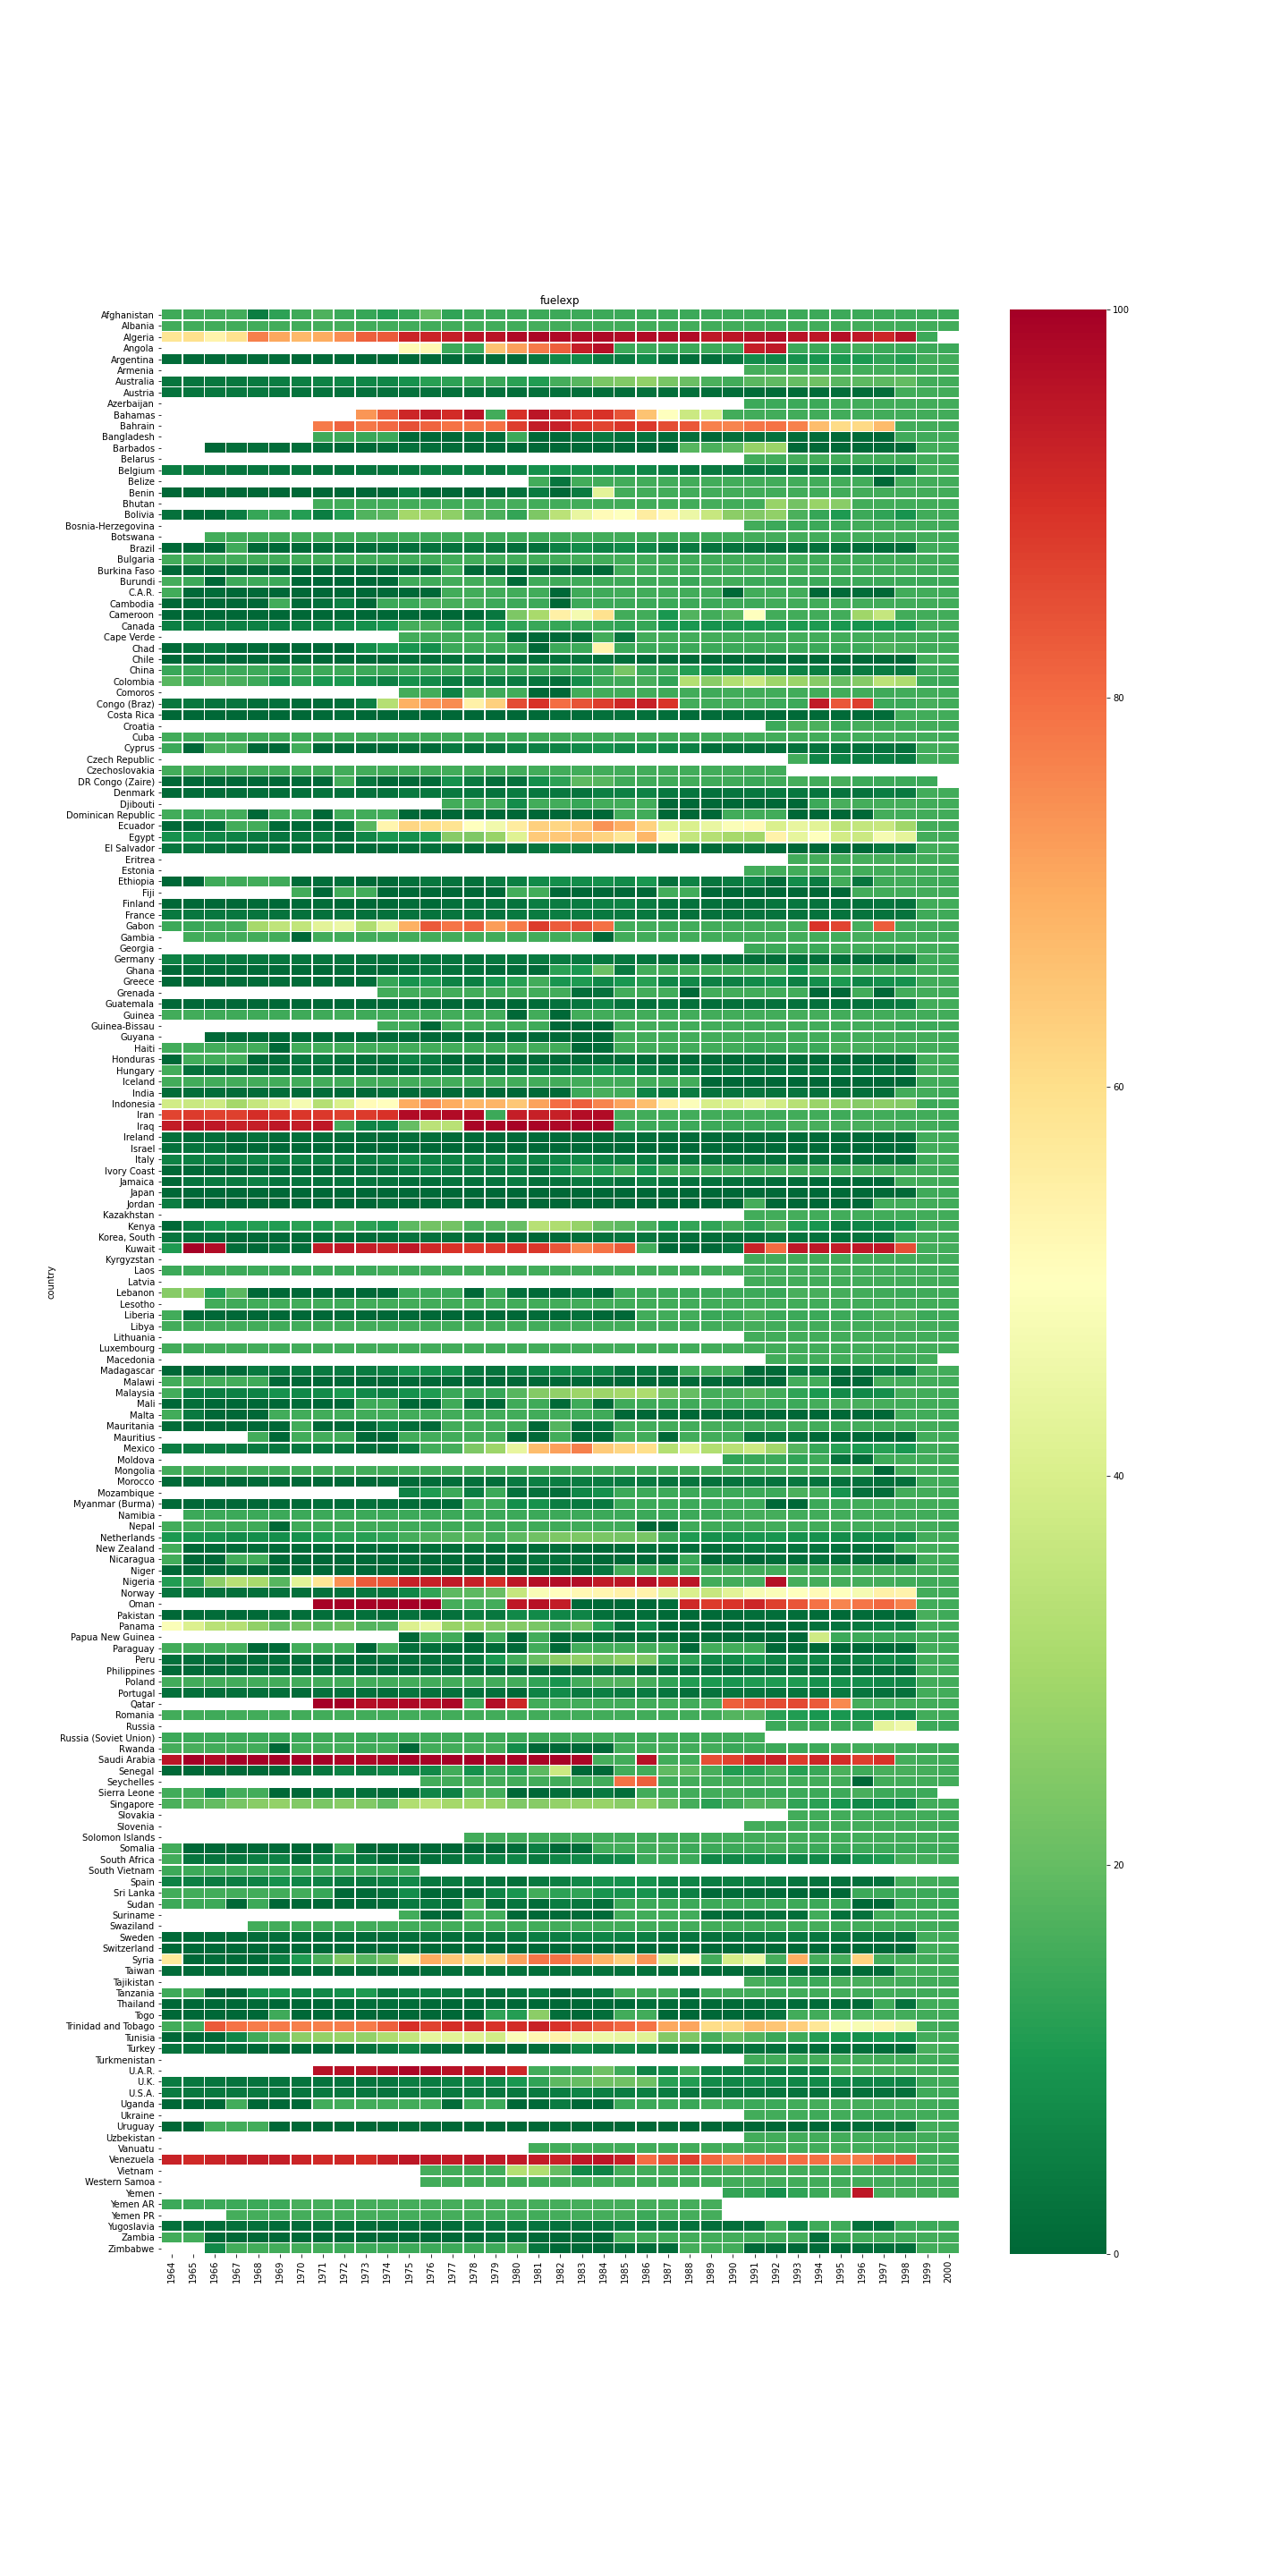 fuelexp
country
Afghanistan
Albania
Algeria
Angola
Argentina
Armenia
Australia
Austria
Azerbaijan
Bahamas
Bahrain
Bangladesh
Barbados
Belarus
Belgium
Belize
Benin
Bhutan
Bolivia
Bosnia-Herzegovina
Botswana
Brazil
Bulgaria
Burkina Faso
Burundi
C.A.R.
Cambodia
Cameroon
Canada
Cape Verde
Chad
Chile
China
Colombia
Comoros
Congo (Braz)
Costa Rica
Croatia
Cuba
Cyprus
Czech Republic
Czechoslovakia
DR Congo (Zaire)
Denmark
Djibouti
Dominican Republic
Ecuador
Egypt
El Salvador
Eritrea
Estonia
Ethiopia
Fiji
Finland
France
Gabon
Gambia
Georgia
Germany
Ghana
Greece
Grenada
Guatemala
Guinea
Guinea-Bissau
Guyana
Haiti
Honduras
Hungary
Iceland
India
Indonesia
Iran
Iraq
Ireland
Israel
Italy
Ivory Coast
Jamaica
Japan
Jordan
Kazakhstan
Kenya
Korea, South
Kuwait
Kyrgyzstan
Laos
Latvia
Lebanon
Lesotho
Liberia
Libya
Lithuania
Luxembourg
Macedonia
Madagascar
Malawi
Malaysia
Mali
Malta
Mauritania
Mauritius
Mexico
Moldova
Mongolia
Morocco
Mozambique
Myanmar (Burma)
Namibia
Nepal
Netherlands
New Zealand
Nicaragua
Niger
Nigeria
Norway
Oman
Pakistan
Panama
Papua New Guinea
Paraguay
Peru
Philippines
Poland
Portugal
Qatar
Romania
Russia
Russia (Soviet Union)
Rwanda
Saudi Arabia
Senegal
Seychelles
Sierra Leone
Singapore
Slovakia
Slovenia
Solomon Islands
Somalia
South Africa
South Vietnam
Spain
Sri Lanka
Sudan
Suriname
Swaziland
Sweden
Switzerland
Syria
Taiwan
Tajikistan
Tanzania
Thailand
Togo
Trinidad and Tobago
Tunisia
Turkey
Turkmenistan
U.A.R.
U.K.
U.S.A.
Uganda
Ukraine
Uruguay
Uzbekistan
Vanuatu
Venezuela
Vietnam
Western Samoa
Yemen
Yemen AR
Yemen PR
Yugoslavia
Zambia
Zimbabwe
1964
1965
1966
1967
1968
1969
1970
1971
1972
1973
1974
1975
1976
1977
1978
1979
1980
1981
1982
1983
1984
1985
1986
1987
1988
1989
1990
1991
1992
1993
1994
1995
1996
1997
1998
1999
2000
100
80
60
40
20
0